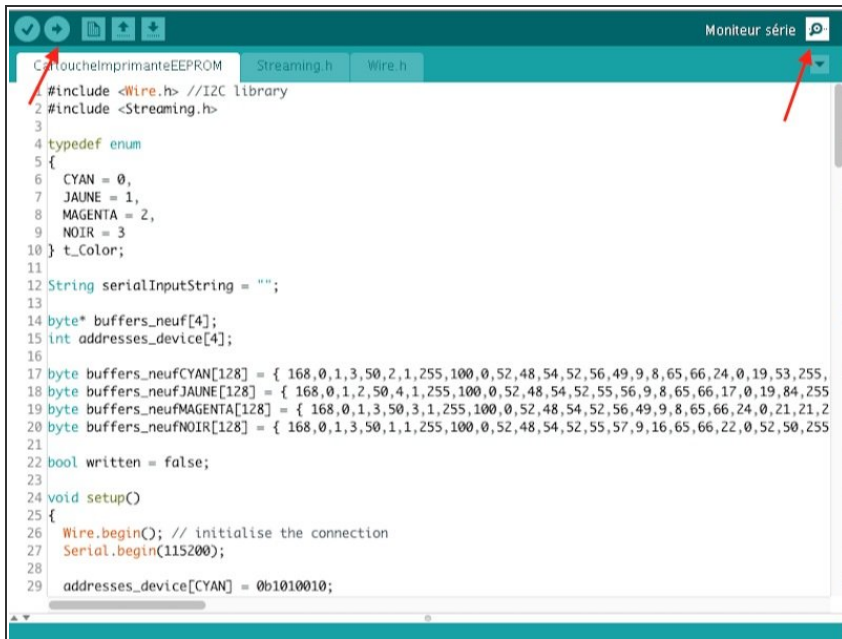 Moniteur série
CartoucheImprimanteEEPROM Streaming.h Wire.h
1 #include <Wire.h> //I2C library
2 #include <Streaming.h>
3
4 typedef enum
5 {
6 CYAN = 0,
7 JAUNE = 1,
8 MAGENTA = 2,
9 NOIR = 3
10 } t_Color;
11
12 String serialInputString = "";
13
14 byte* buffers_neuf[4];
15 int addresses_device[4];
16
17 byte buffers_neufCYAN[128] = { 168,0,1,3,50,2,1,255,100,0,52,48,54,52,56,49,9,8,65,66,24,0,19,53,255,
18 byte buffers_neufJAUNE[128] = { 168,0,1,2,50,4,1,255,100,0,52,48,54,52,55,56,9,8,65,66,17,0,19,84,255
19 byte buffers_neufMAGENTA[128] = { 168,0,1,3,50,3,1,255,100,0,52,48,54,52,56,49,9,8,65,66,24,0,21,21,2
20 byte buffers_neufNOIR[128] = { 168,0,1,3,50,1,1,255,100,0,52,48,54,52,55,57,9,16,65,66,22,0,52,50,255
21
22 bool written = false;
23
24 void setup()
25 {
26 Wire.begin(); // initialise the connection
27 Serial.begin(115200);
28
29 addresses_device[CYAN] = 0b1010010;